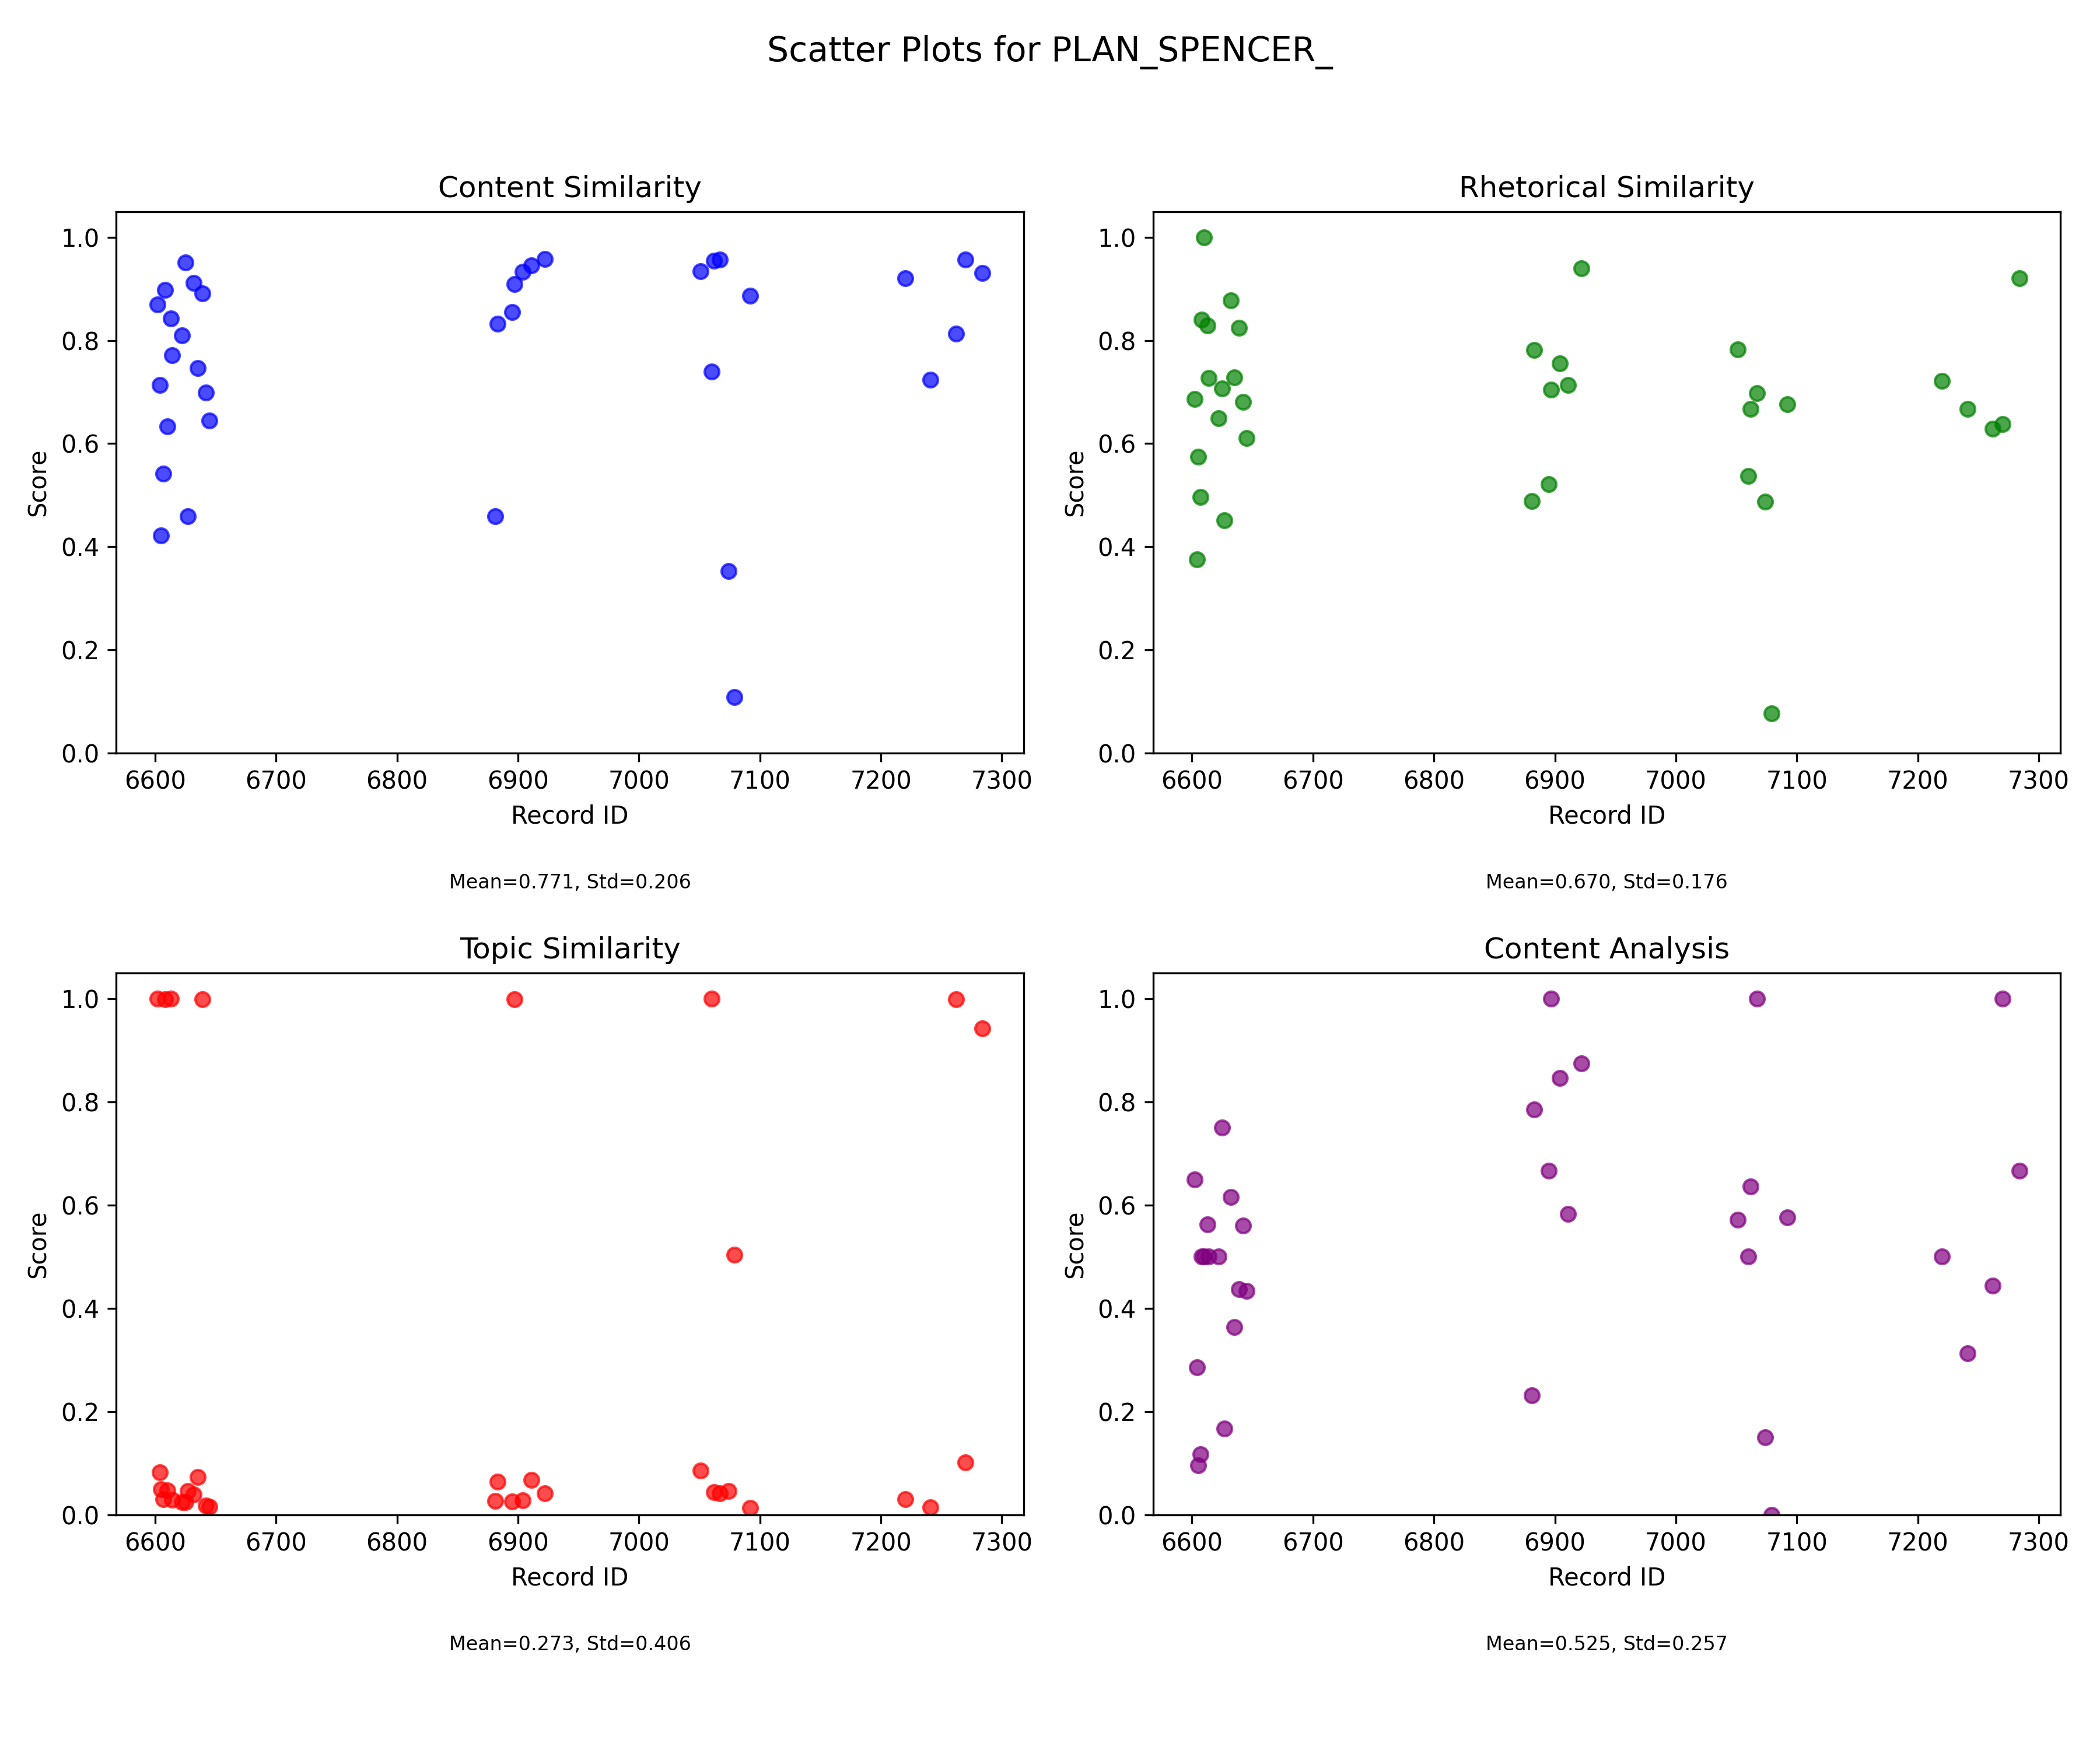 Scatter Plots for PLAN_SPENCER_
Content Similarity
Score
1.0
0.8
0.6
0.4
0.2
0.0
6600 6700 6800 6900 7000 7100 7200 7300
Record ID
Mean=0.771, Std=0.206
Rhetorical Similarity
Score
1.0
0.8
0.6
0.4
0.2
0.0
6600 6700 6800 6900 7000 7100 7200 7300
Record ID
Mean=0.670, Std=0.176
Topic Similarity
Score
1.0
0.8
0.6
0.4
0.2
0.0
6600 6700 6800 6900 7000 7100 7200 7300
Record ID
Mean=0.273, Std=0.406
Content Analysis
Score
1.0
0.8
0.6
0.4
0.2
0.0
6600 6700 6800 6900 7000 7100 7200 7300
Record ID
Mean=0.525, Std=0.257